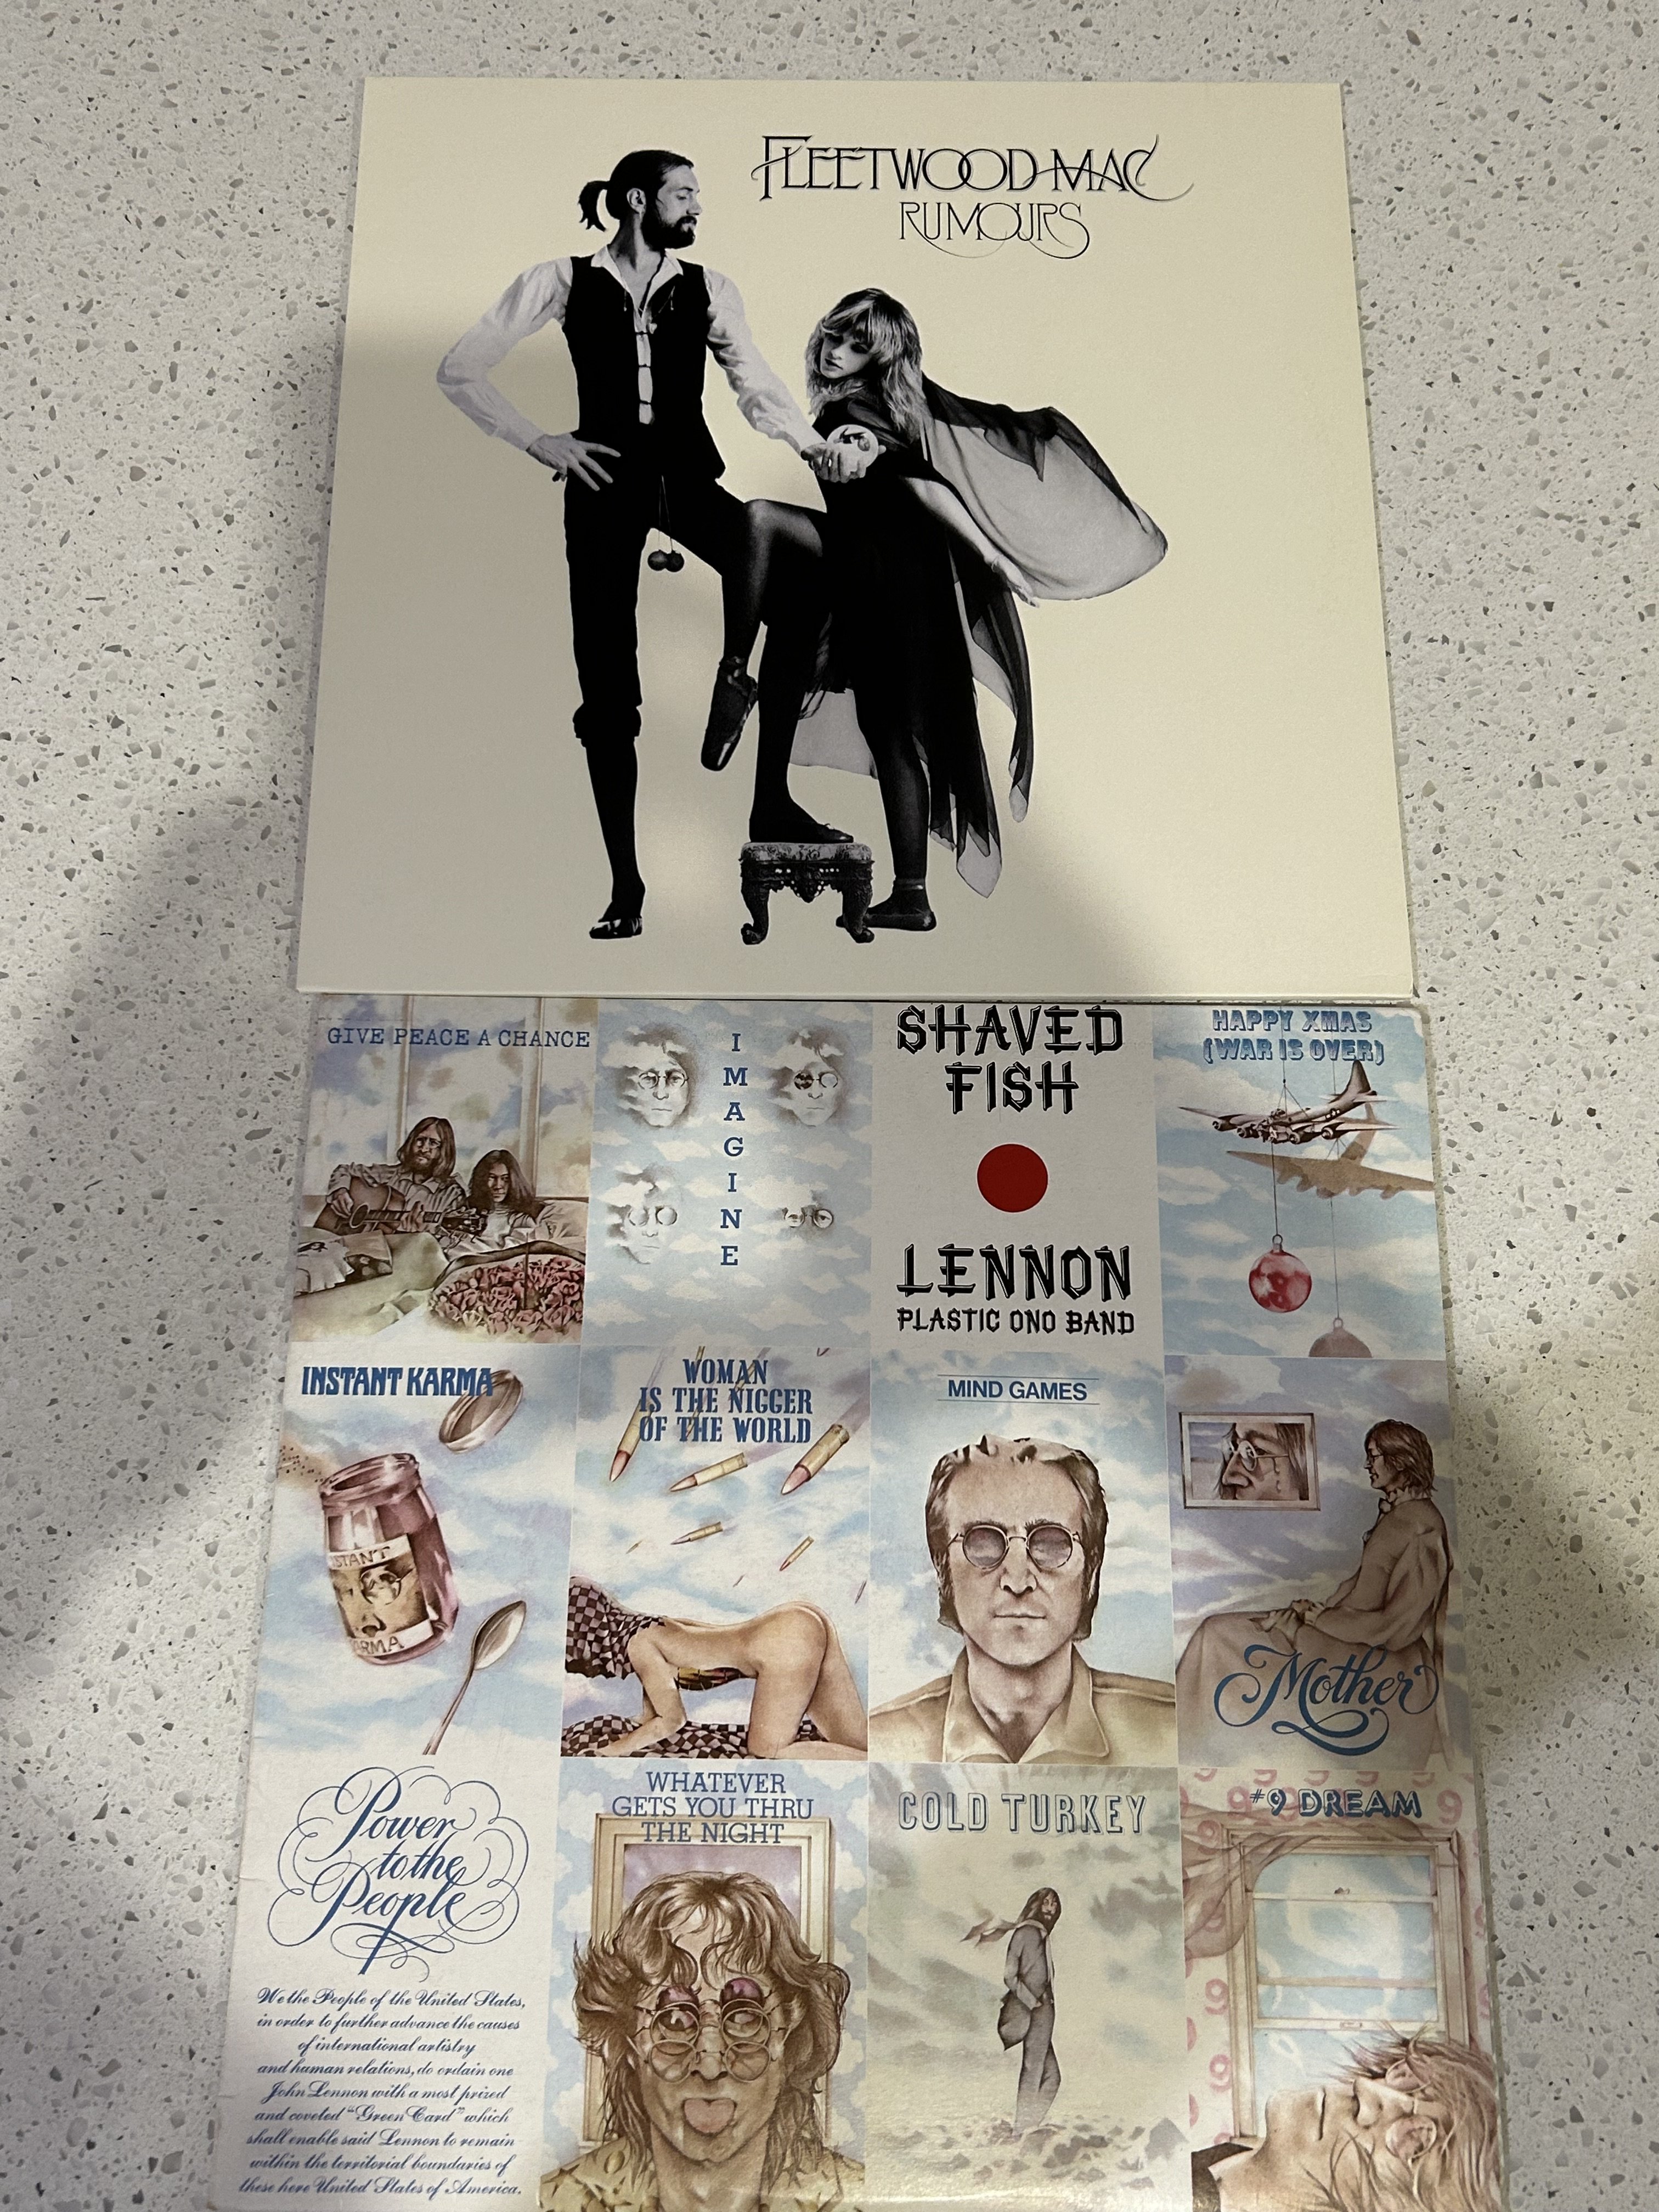 FLEETWOOD MAC
RUMOURS
GIVE PEACE A CHANCE
IMAGINE
SHAVED
FISH
LENNON
PLASTIC ONO BAND
HAPPY XMAS
(WAR IS OVER)
INSTANT KARMA
STANT
ARMA
WOMAN
IS THE NIGGER
OF THE WORLD
MIND GAMES
Mother
Power
to the
People
We the People of the United States,
in order to further advance the causes
of international artistry
and human relations, do ordain one
John Lennon with a most prized
and coveted "Green Card" which
shall enable said Lennon to remain
within the territorial boundaries of
these here United States of America.
WHATEVER
GETS YOU THRU
THE NIGHT
COLD TURKEY
#9 DREAM